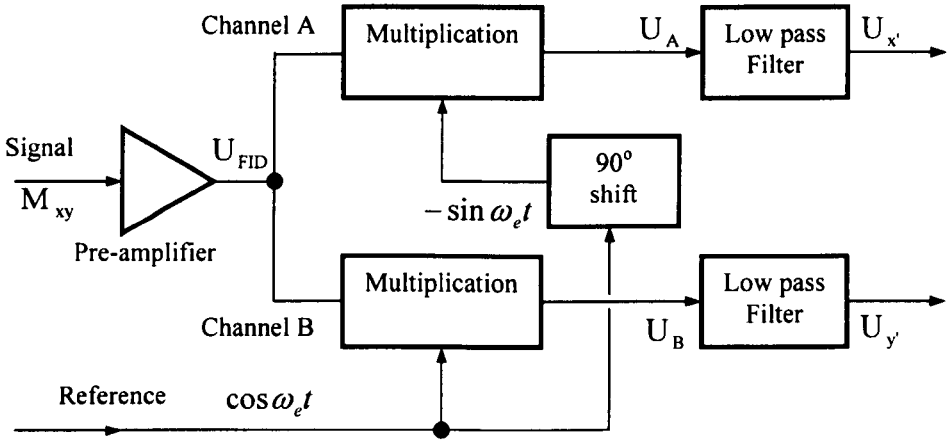 Channel A
Multiplication
U_A
Low pass
Filter
U_x'
Signal
M_xy
U_FID
Pre-amplifier
90°
shift
− sin ω_e t
Channel B
Multiplication
U_B
Low pass
Filter
U_y'
Reference
cos ω_e t